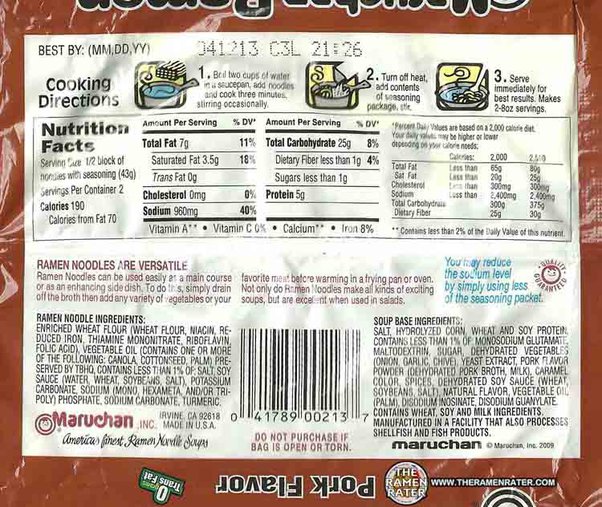 Maruchan Ramen
BEST BY: (MM,DD,YY) 041213 C3L 21:26
Cooking
Directions
1. Boil two cups of water
in a saucepan, add noodles
and cook three minutes,
stirring occasionally.
2. Turn off heat,
add contents
of seasoning
package, stir.
3. Serve
immediately for
best results. Makes
2-8oz servings.
Nutrition
Facts
Serving Size 1/2 block of
noodles with seasoning (43g)
Servings Per Container 2
Calories 190
Calories from Fat 70
Amount Per Serving % DV*
Total Fat 7g 11%
Saturated Fat 3.5g 18%
Trans Fat 0g
Cholesterol 0mg 0%
Sodium 960mg 40%
Amount Per Serving % DV*
Total Carbohydrate 25g 8%
Dietary Fiber less than 1g 4%
Sugars less than 1g
Protein 5g
Vitamin A** • Vitamin C 0% • Calcium** • Iron 8%
*Percent Daily Values are based on a 2,000 calorie diet.
Your daily values may be higher or lower
depending on your calorie needs:
Calories: 2,000 2,500
Total Fat Less than 65g 80g
Sat Fat Less than 20g 25g
Cholesterol Less than 300mg 300mg
Sodium Less than 2,400mg 2,400mg
Total Carbohydrate 300g 375g
Dietary Fiber 25g 30g
**Contains less than 2% of the Daily Value of this nutrient.
RAMEN NOODLES ARE VERSATILE
Ramen Noodles can be used easily as a main course
or as an enhancing side dish. To do this, simply drain
off the broth then add any variety of vegetables or your
favorite meat before warming in a frying pan or oven.
Not only do Ramen Noodles make all kinds of exciting
soups, but are excellent when used in salads.
You may reduce
the sodium level
by simply using less
of the seasoning packet.
QUALITY
GUARANTEED
RAMEN NOODLE INGREDIENTS:
ENRICHED WHEAT FLOUR (WHEAT FLOUR, NIACIN, RE-
DUCED IRON, THIAMINE MONONITRATE, RIBOFLAVIN,
FOLIC ACID), VEGETABLE OIL (CONTAINS ONE OR MORE
OF THE FOLLOWING: CANOLA, COTTONSEED, PALM) PRE-
SERVED BY TBHQ, CONTAINS LESS THAN 1% OF: SALT, SOY
SAUCE (WATER, WHEAT, SOYBEANS, SALT), POTASSIUM
CARBONATE, SODIUM (MONO, HEXAMETA, AND/OR TRI-
POLY) PHOSPHATE, SODIUM CARBONATE, TURMERIC.
Maruchan, INC. IRVINE, CA 92618
MADE IN U.S.A.
America's finest Ramen Noodle Soups
0 41789 00213 7
DO NOT PURCHASE IF
BAG IS OPEN OR TORN.
SOUP BASE INGREDIENTS:
SALT, HYDROLYZED CORN, WHEAT AND SOY PROTEIN,
CONTAINS LESS THAN 1% OF: MONOSODIUM GLUTAMATE,
MALTODEXTRIN, SUGAR, DEHYDRATED VEGETABLES
(ONION, GARLIC, CHIVE), YEAST EXTRACT, PORK FLAVOR
POWDER (DEHYDRATED PORK BROTH, MILK), CARAMEL
COLOR, SPICES, DEHYDRATED SOY SAUCE (WHEAT,
SOYBEANS, SALT), NATURAL FLAVOR, VEGETABLE OIL
(PALM), DISODIUM INOSINATE, DISODIUM GUANYLATE.
CONTAINS WHEAT, SOY AND MILK INGREDIENTS.
MANUFACTURED IN A FACILITY THAT ALSO PROCESSES
SHELLFISH AND FISH PRODUCTS.
maruchan © Maruchan, Inc. 2009
0 grams Trans Fat
Pork Flavor
THE
RAMEN
RATER
WWW.THERAMENRATER.COM